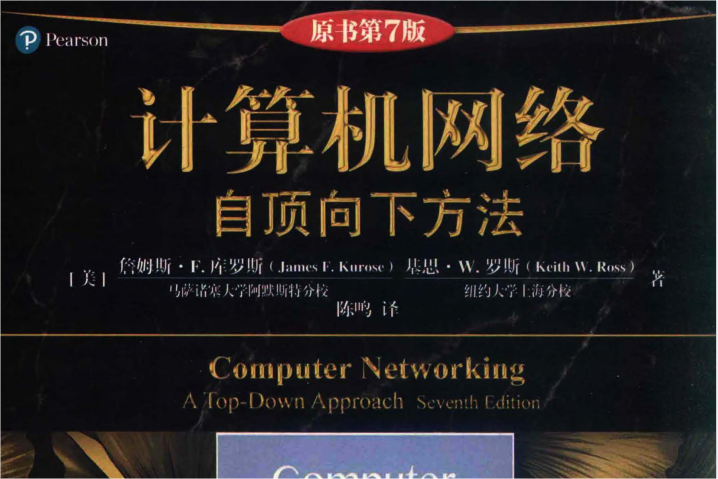 Pearson
原书第7版
计算机网络
自顶向下方法
[美] 詹姆斯·F. 库罗斯（James F. Kurose） 基思·W. 罗斯（Keith W. Ross） 著
马萨诸塞大学阿默斯特分校 纽约大学上海分校
陈鸣 译
Computer Networking
A Top-Down Approach Seventh Edition
Computer